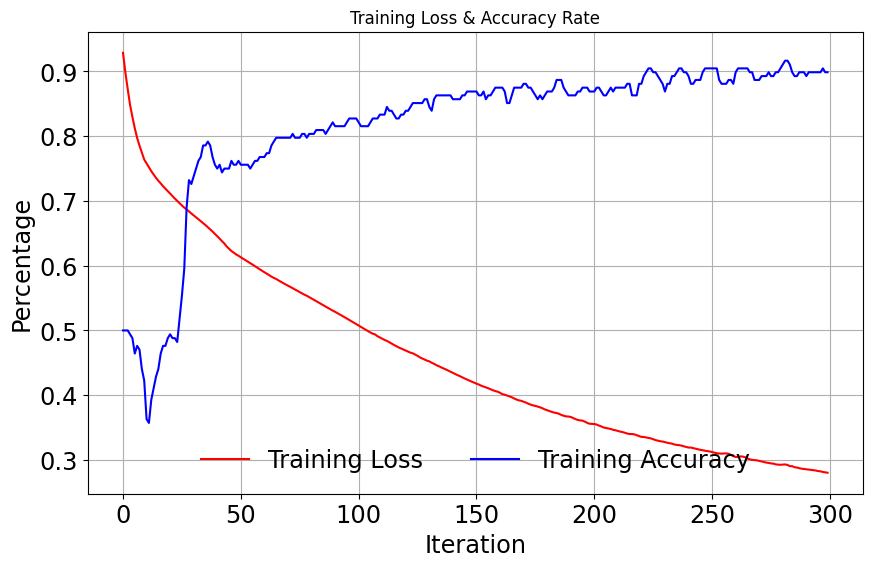 Training Loss & Accuracy Rate
Percentage
0.9
0.8
0.7
0.6
0.5
0.4
0.3
Training Loss
Training Accuracy
0 50 100 150 200 250 300
Iteration